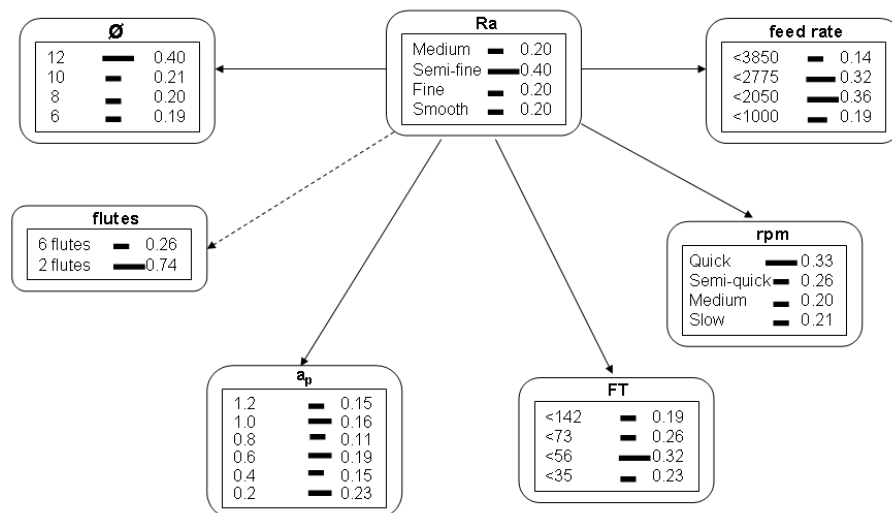 Ø
12 0.40
10 0.21
8 0.20
6 0.19
Ra
Medium 0.20
Semi-fine 0.40
Fine 0.20
Smooth 0.20
feed rate
<3850 0.14
<2775 0.32
<2050 0.36
<1000 0.19
flutes
6 flutes 0.26
2 flutes 0.74
rpm
Quick 0.33
Semi-quick 0.26
Medium 0.20
Slow 0.21
ap
1.2 0.15
1.0 0.16
0.8 0.11
0.6 0.19
0.4 0.15
0.2 0.23
FT
<142 0.19
<73 0.26
<56 0.32
<35 0.23